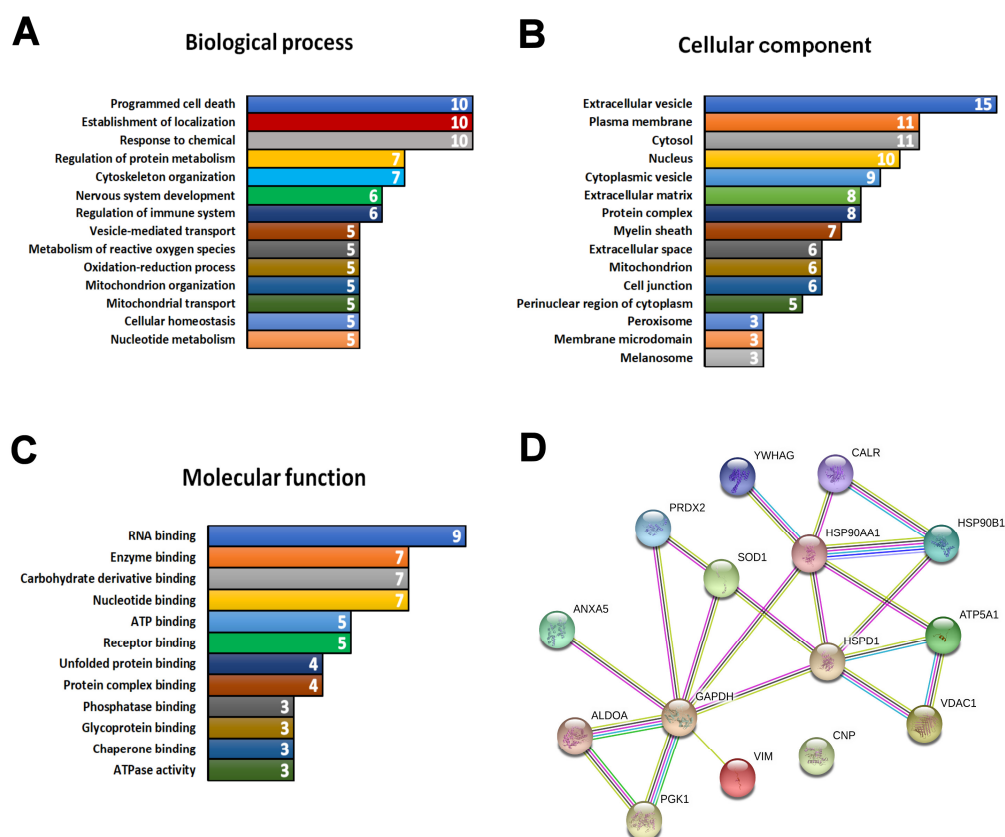 A
Biological process
Programmed cell death 10
Establishment of localization 10
Response to chemical 10
Regulation of protein metabolism 7
Cytoskeleton organization 7
Nervous system development 6
Regulation of immune system 6
Vesicle-mediated transport 5
Metabolism of reactive oxygen species 5
Oxidation-reduction process 5
Mitochondrion organization 5
Mitochondrial transport 5
Cellular homeostasis 5
Nucleotide metabolism 5
B
Cellular component
Extracellular vesicle 15
Plasma membrane 11
Cytosol 11
Nucleus 10
Cytoplasmic vesicle 9
Extracellular matrix 8
Protein complex 8
Myelin sheath 7
Extracellular space 6
Mitochondrion 6
Cell junction 6
Perinuclear region of cytoplasm 5
Peroxisome 3
Membrane microdomain 3
Melanosome 3
C
Molecular function
RNA binding 9
Enzyme binding 7
Carbohydrate derivative binding 7
Nucleotide binding 7
ATP binding 5
Receptor binding 5
Unfolded protein binding 4
Protein complex binding 4
Phosphatase binding 3
Glycoprotein binding 3
Chaperone binding 3
ATPase activity 3
D
YWHAG
CALR
PRDX2
HSP90AA1
HSP90B1
SOD1
ANXA5
ATP5A1
HSPD1
GAPDH
ALDOA
VDAC1
CNP
VIM
PGK1